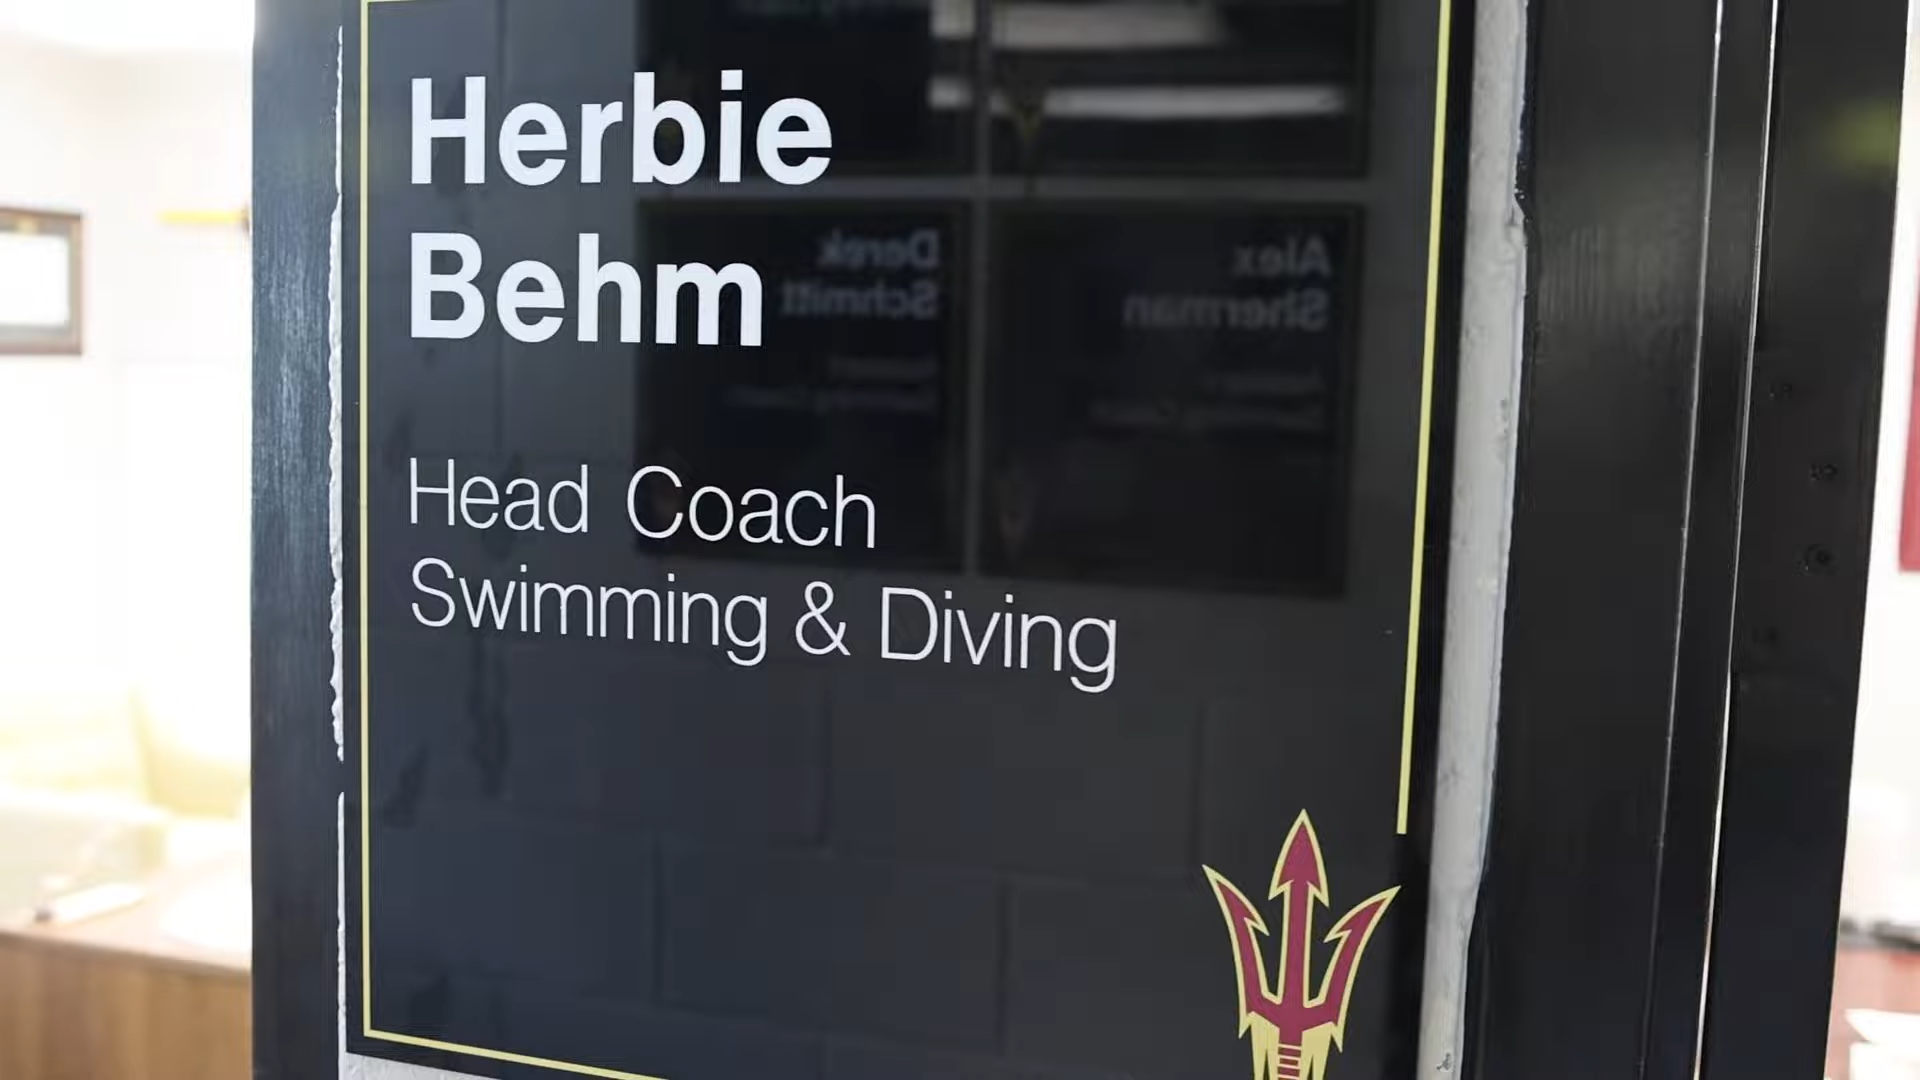 Herbie
Behm
Head Coach
Swimming & Diving
Derek
Schmitt
Alex
Sherman